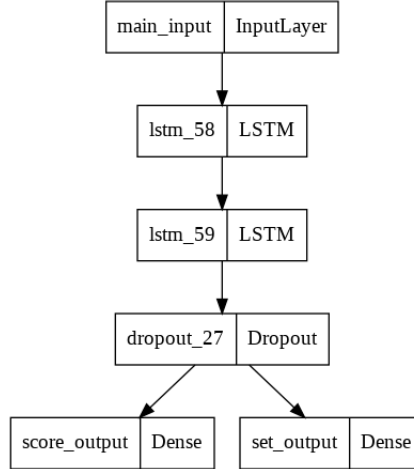 main_input InputLayer
lstm_58 LSTM
lstm_59 LSTM
dropout_27 Dropout
score_output Dense set_output Dense